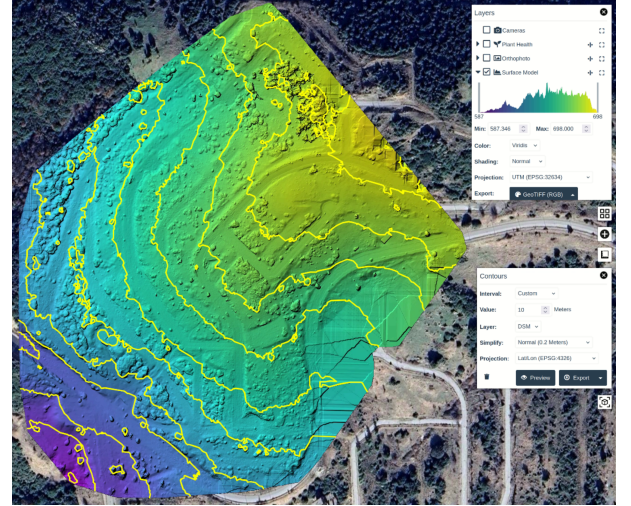 Layers
Cameras
Plant Health
Orthophoto
Surface Model
587 698
Min: 587.346 Max: 698.000
Color: Viridis
Shading: Normal
Projection: UTM (EPSG:32634)
Export: GeoTIFF (RGB)
Contours
Interval: Custom
Value: 10 Meters
Layer: DSM
Simplify: Normal (0.2 Meters)
Projection: Lat/Lon (EPSG:4326)
Preview Export